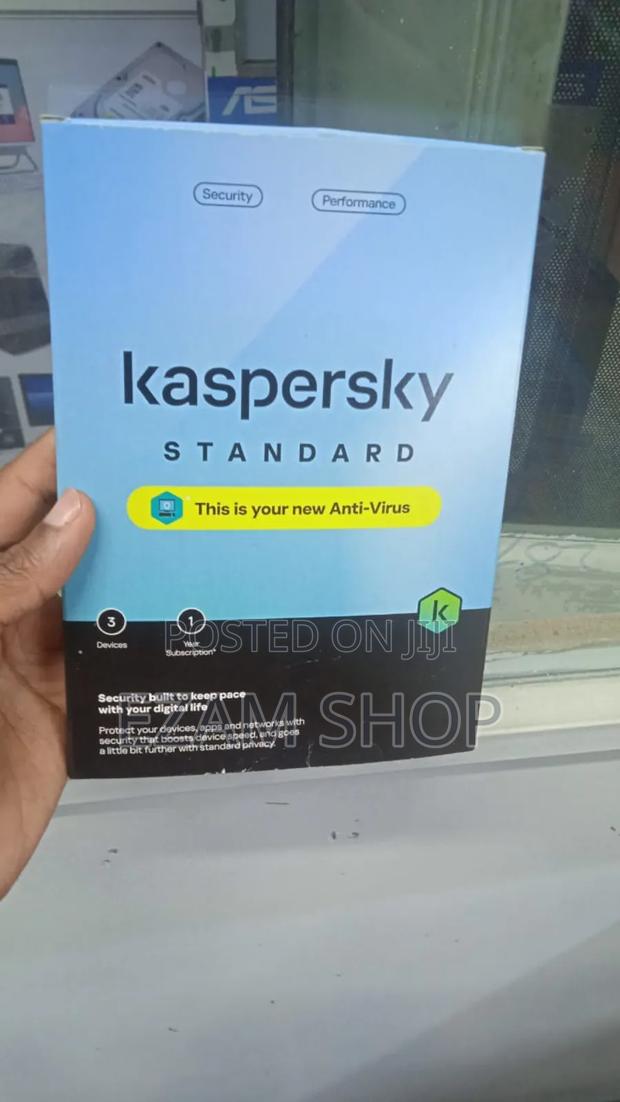 Security
Performance
kaspersky
STANDARD
This is your new Anti-Virus
k
3
Devices
1
Year
Subscription*
POSTED ON JIJI
Security built to keep pace
with your digital life
EZAM SHOP
Protect your devices, apps and networks with
security that boosts device speed, and goes
a little bit further with standard privacy.